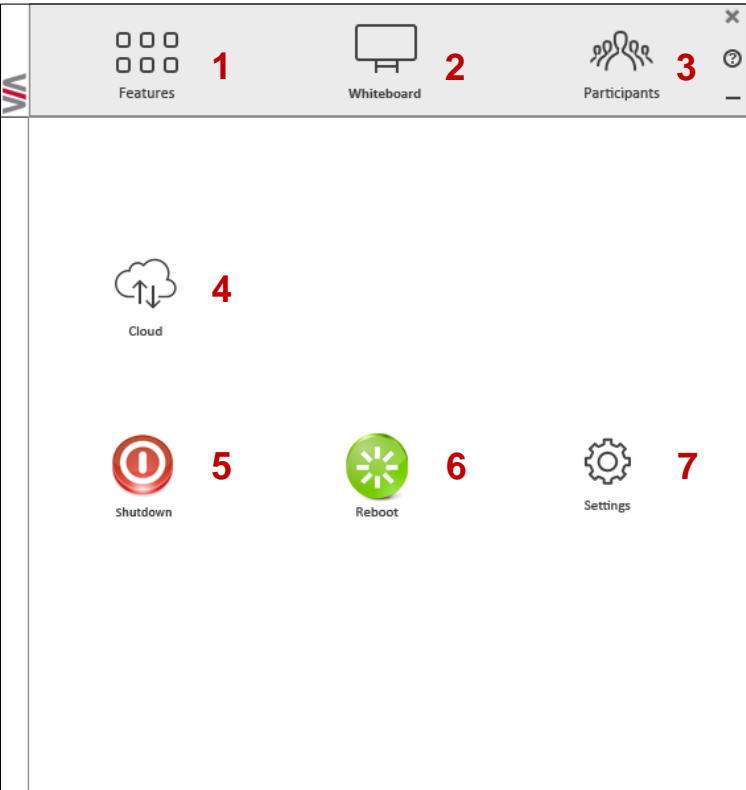 1
2
3
Features
Whiteboard
Participants
4
Cloud
5
6
7
Shutdown
Reboot
Settings